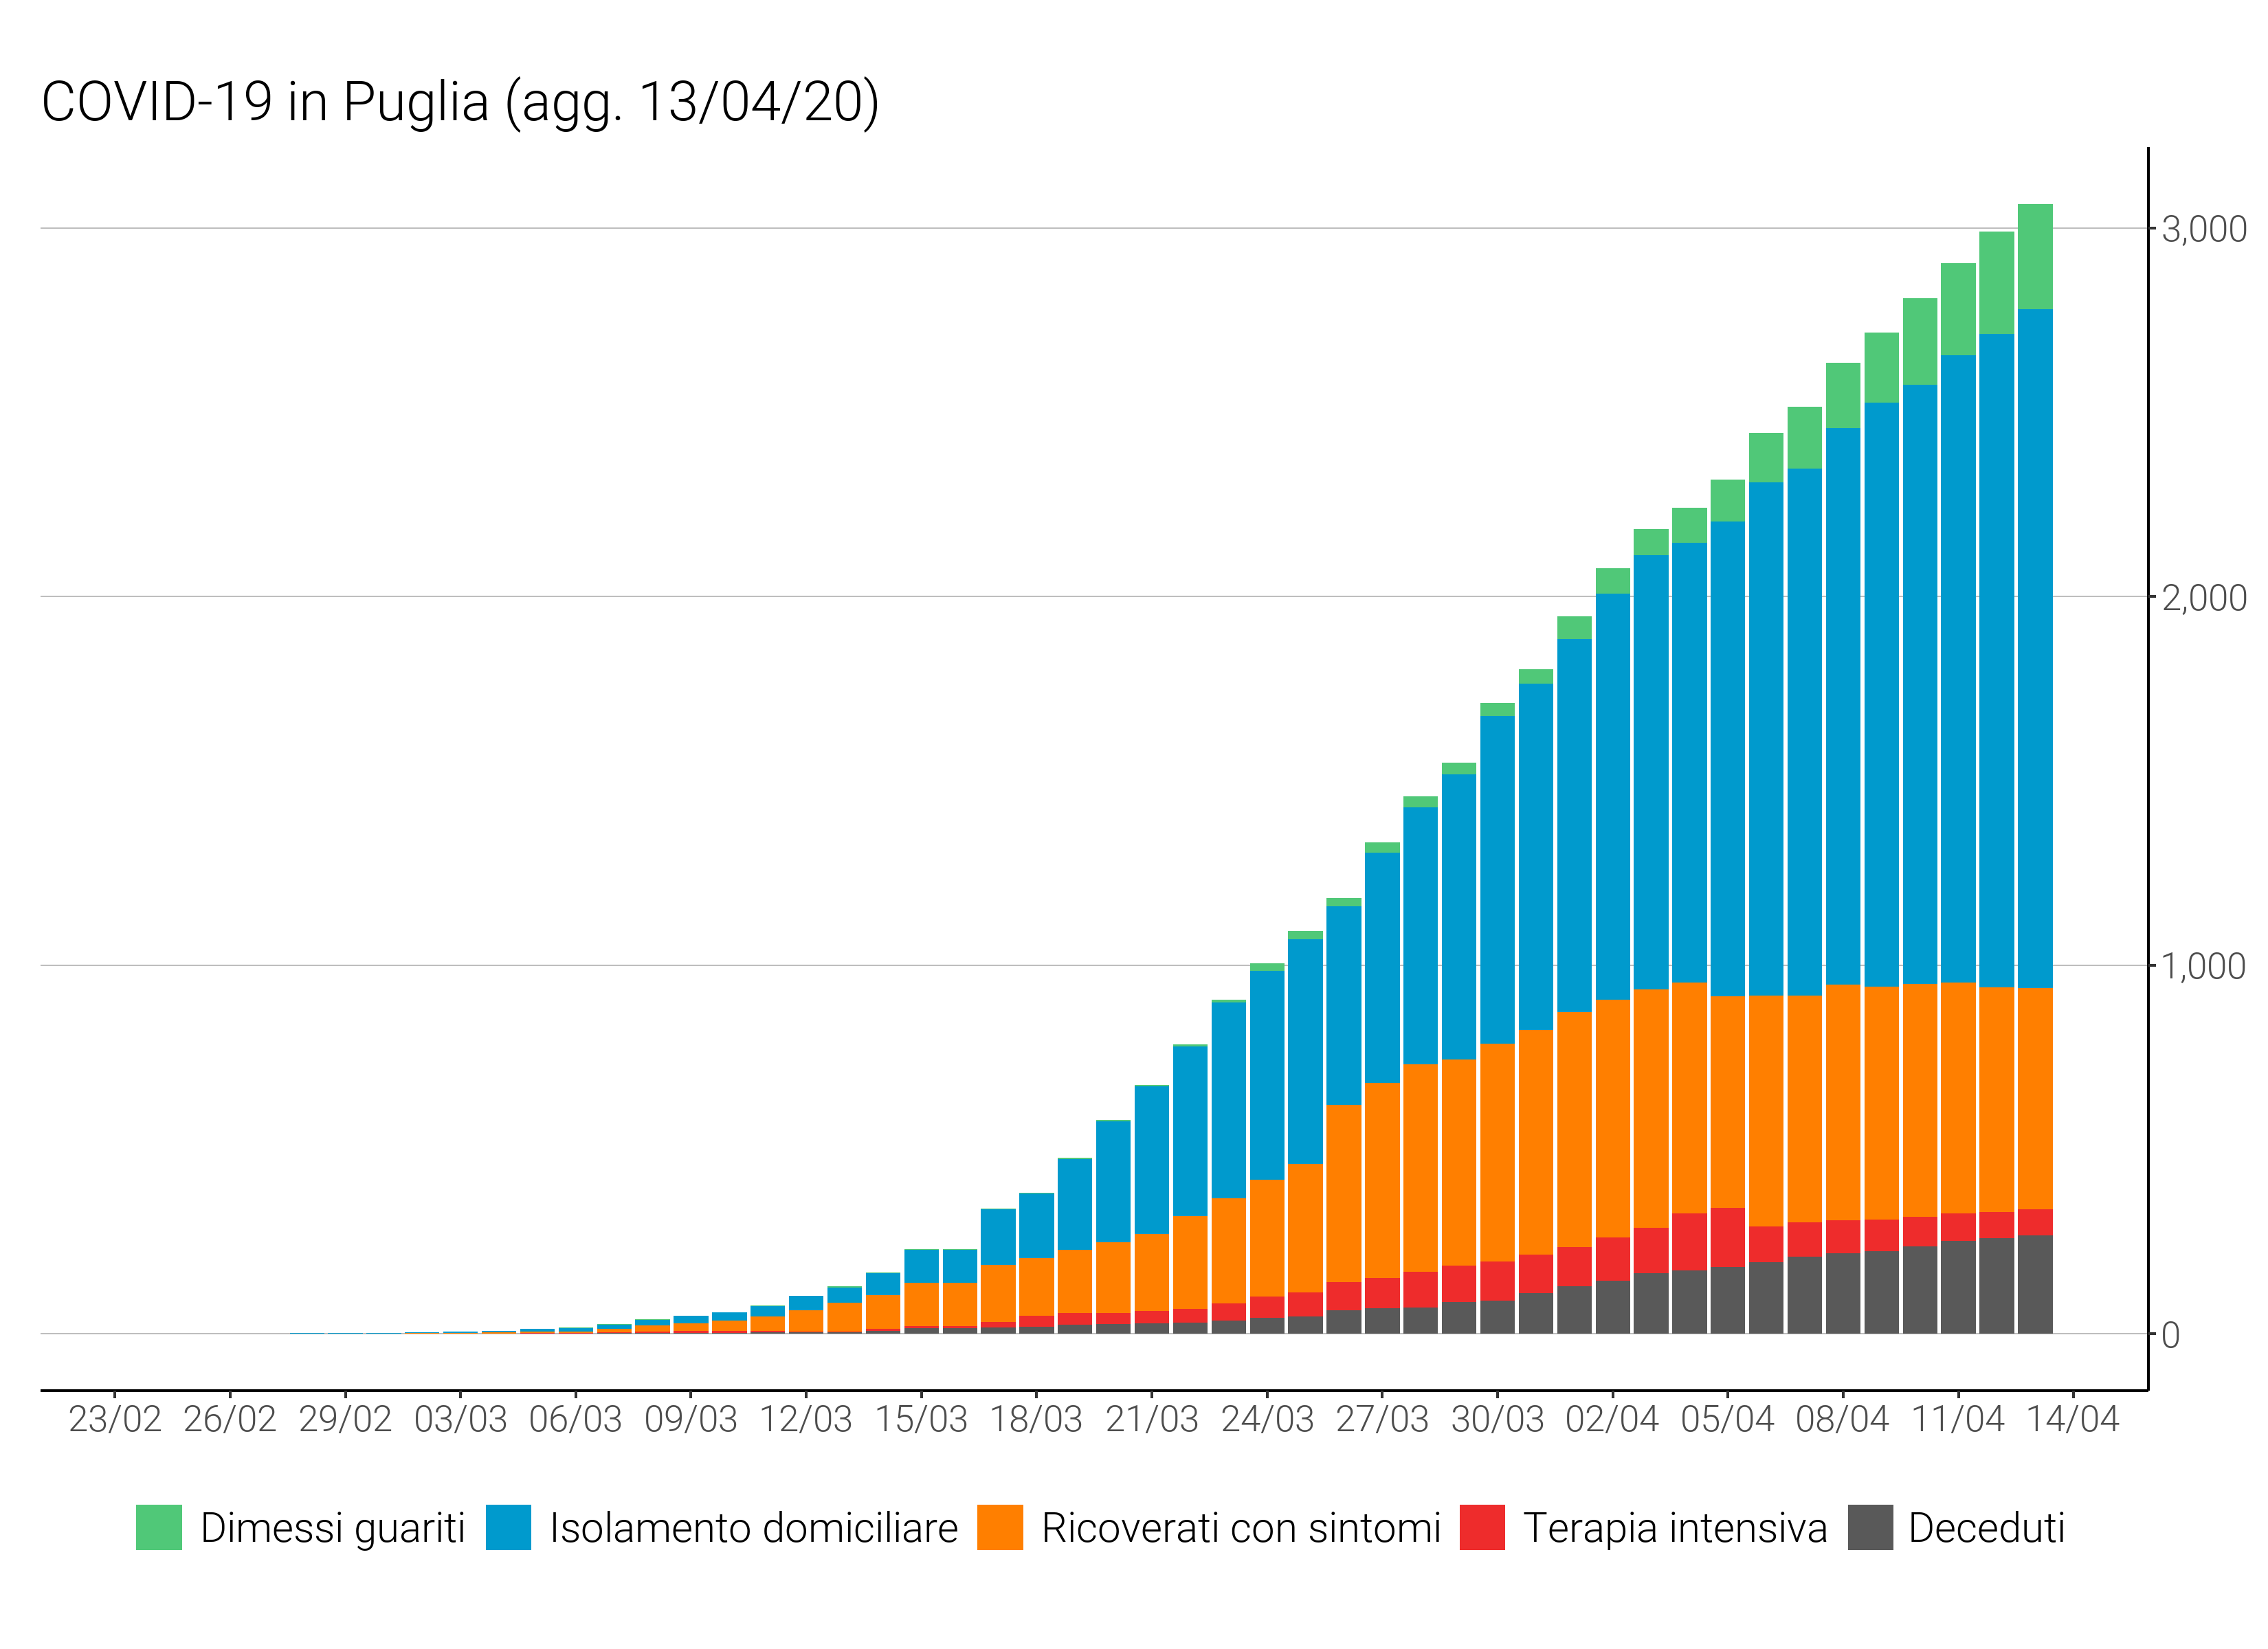 COVID-19 in Puglia (agg. 13/04/20)
3,000
2,000
1,000
0
23/02 26/02 29/02 03/03 06/03 09/03 12/03 15/03 18/03 21/03 24/03 27/03 30/03 02/04 05/04 08/04 11/04 14/04
Dimessi guariti Isolamento domiciliare Ricoverati con sintomi Terapia intensiva Deceduti